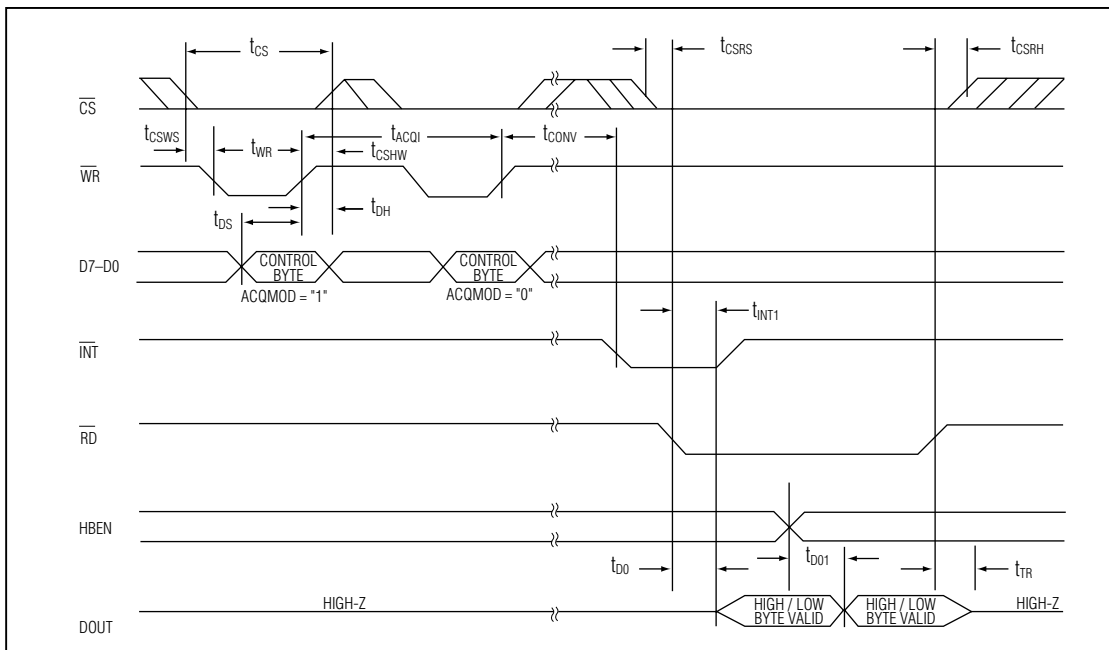 tCS
tCSRS
tCSRH
CS
tCSWS
tWR
tACQI
tCSHW
tCONV
WR
tDS
tDH
D7–D0
CONTROL
BYTE
ACQMOD = "1"
CONTROL
BYTE
ACQMOD = "0"
tINT1
INT
RD
HBEN
tD0
tD01
tTR
DOUT
HIGH-Z
HIGH / LOW
BYTE VALID
HIGH / LOW
BYTE VALID
HIGH-Z